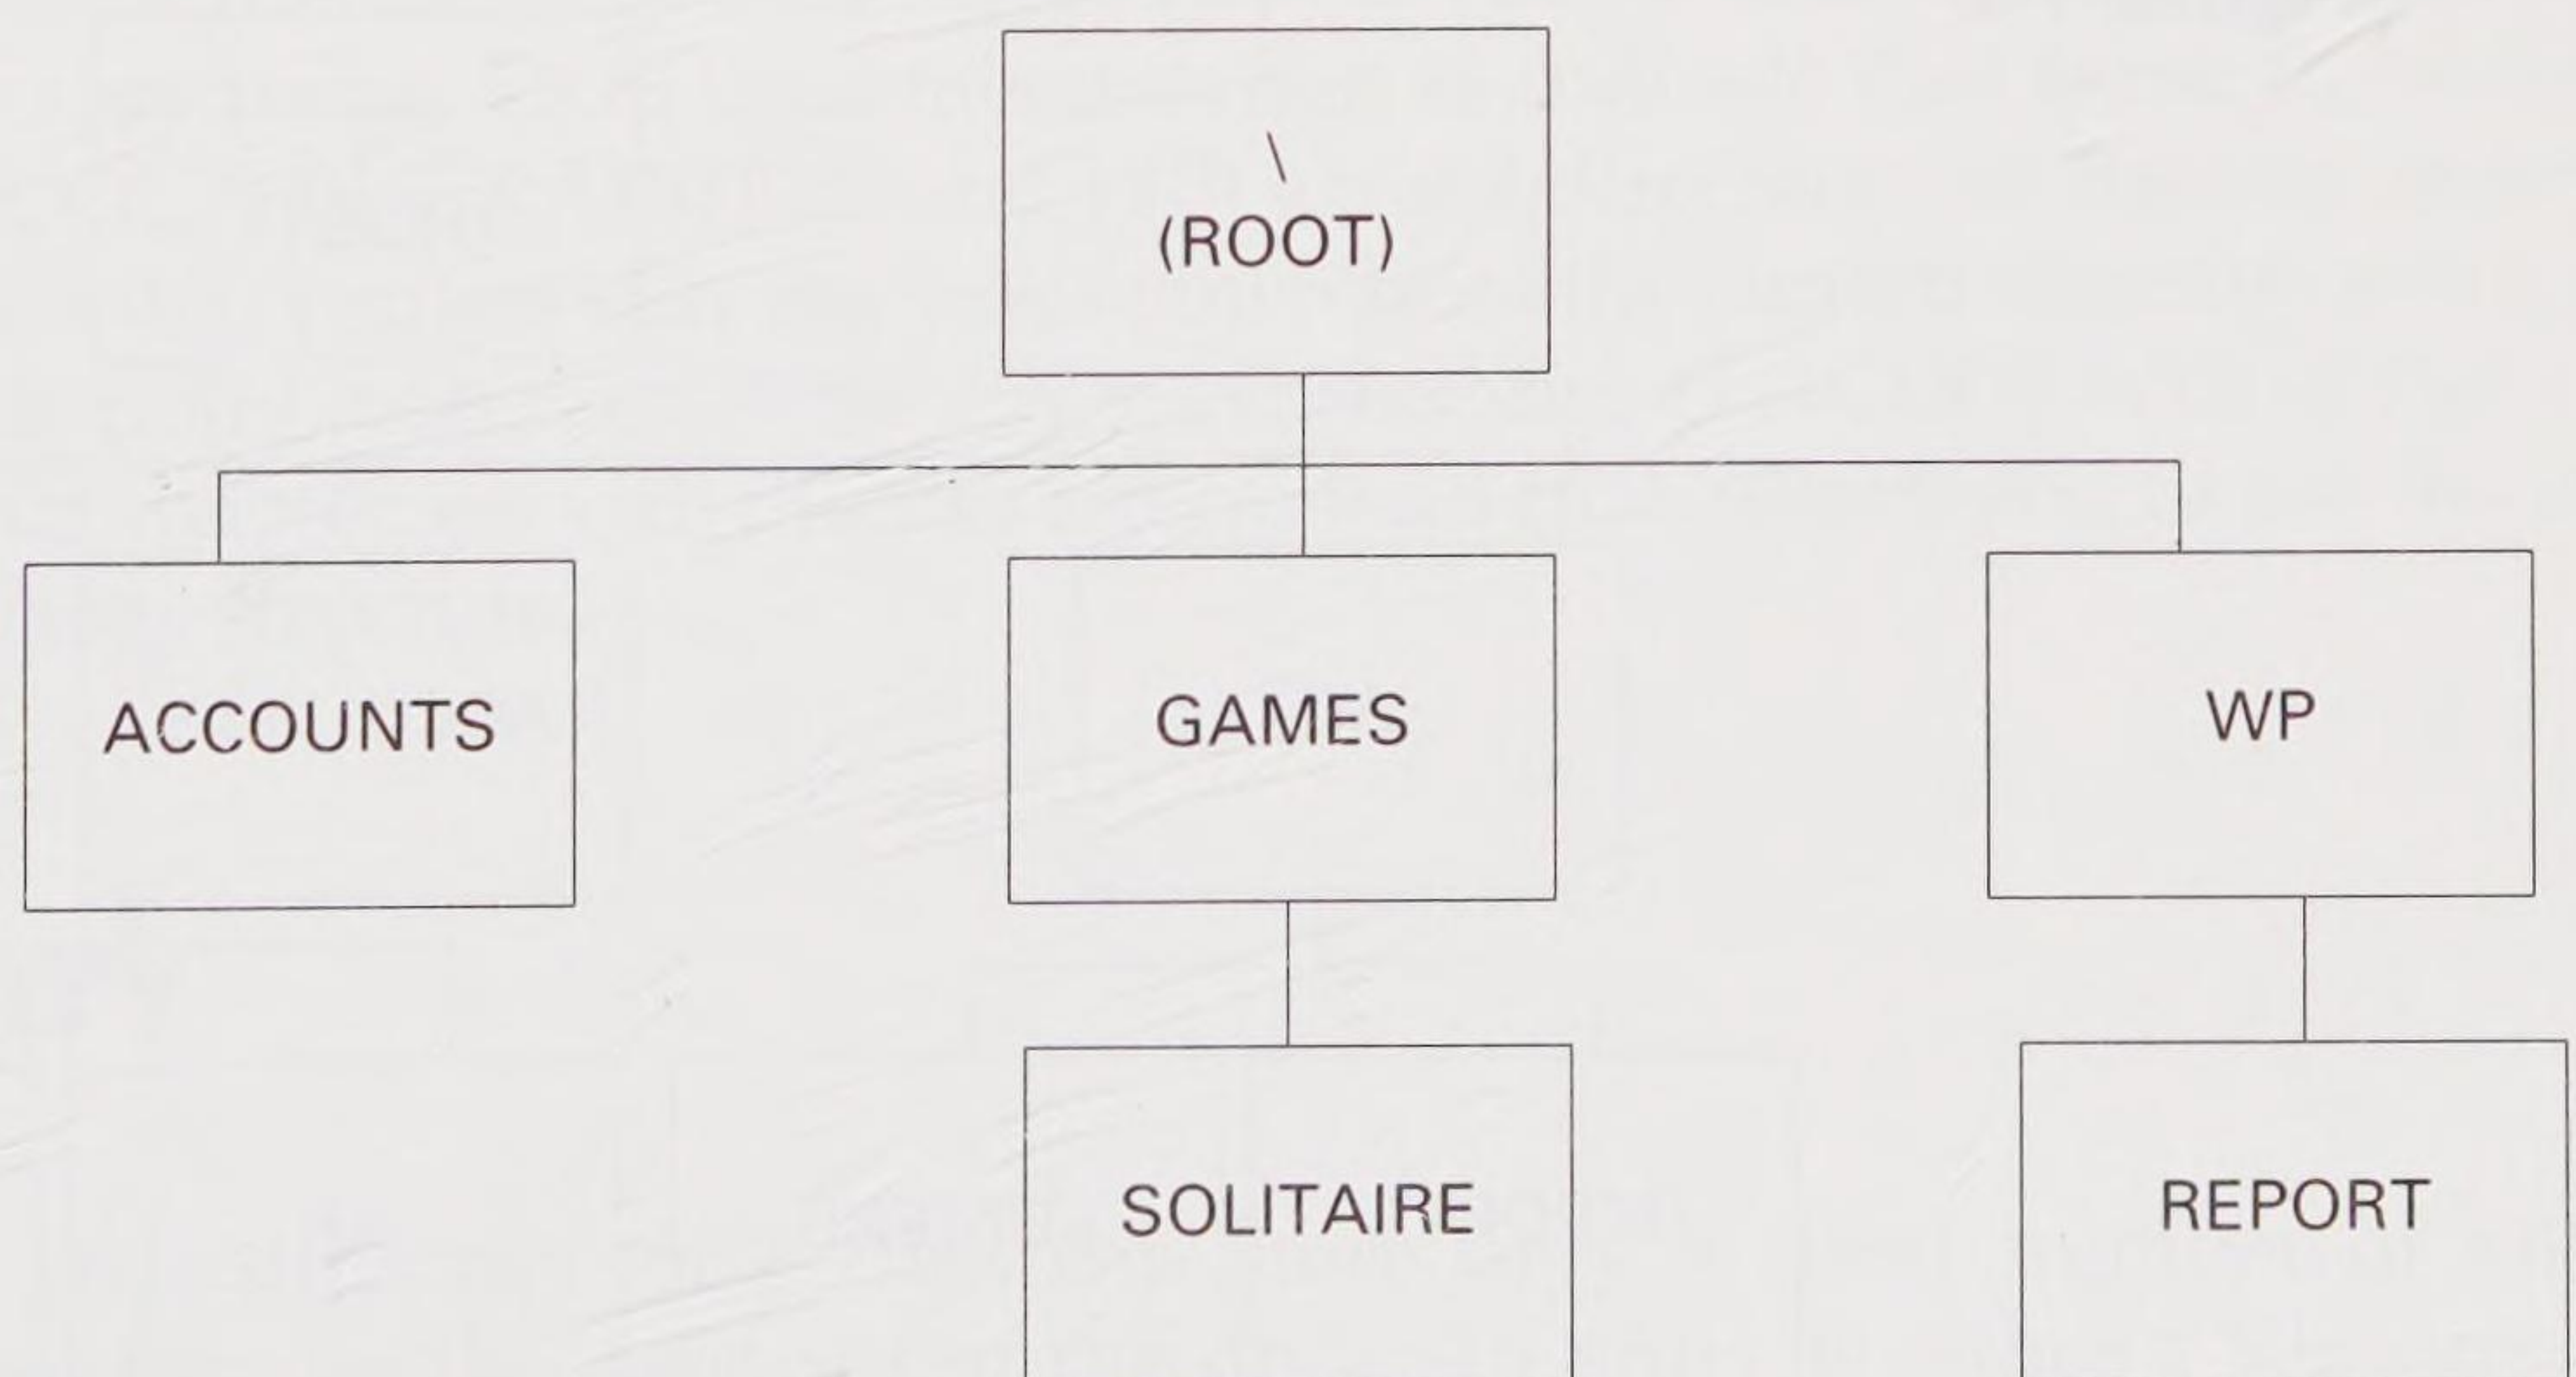 \
(ROOT)
ACCOUNTS
GAMES
WP
SOLITAIRE
REPORT